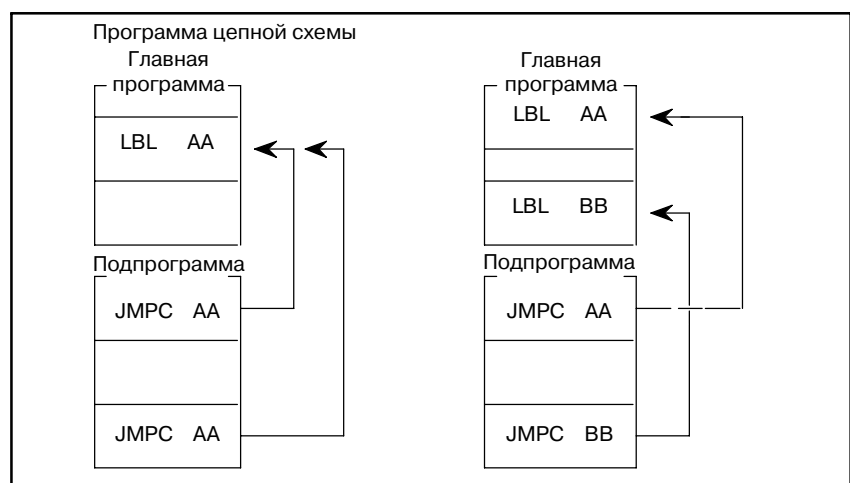 Программа цепной схемы
Главная
программа
LBL AA
Подпрограмма
JMPC AA
JMPC AA
Главная
программа
LBL AA
LBL BB
Подпрограмма
JMPC AA
JMPC BB